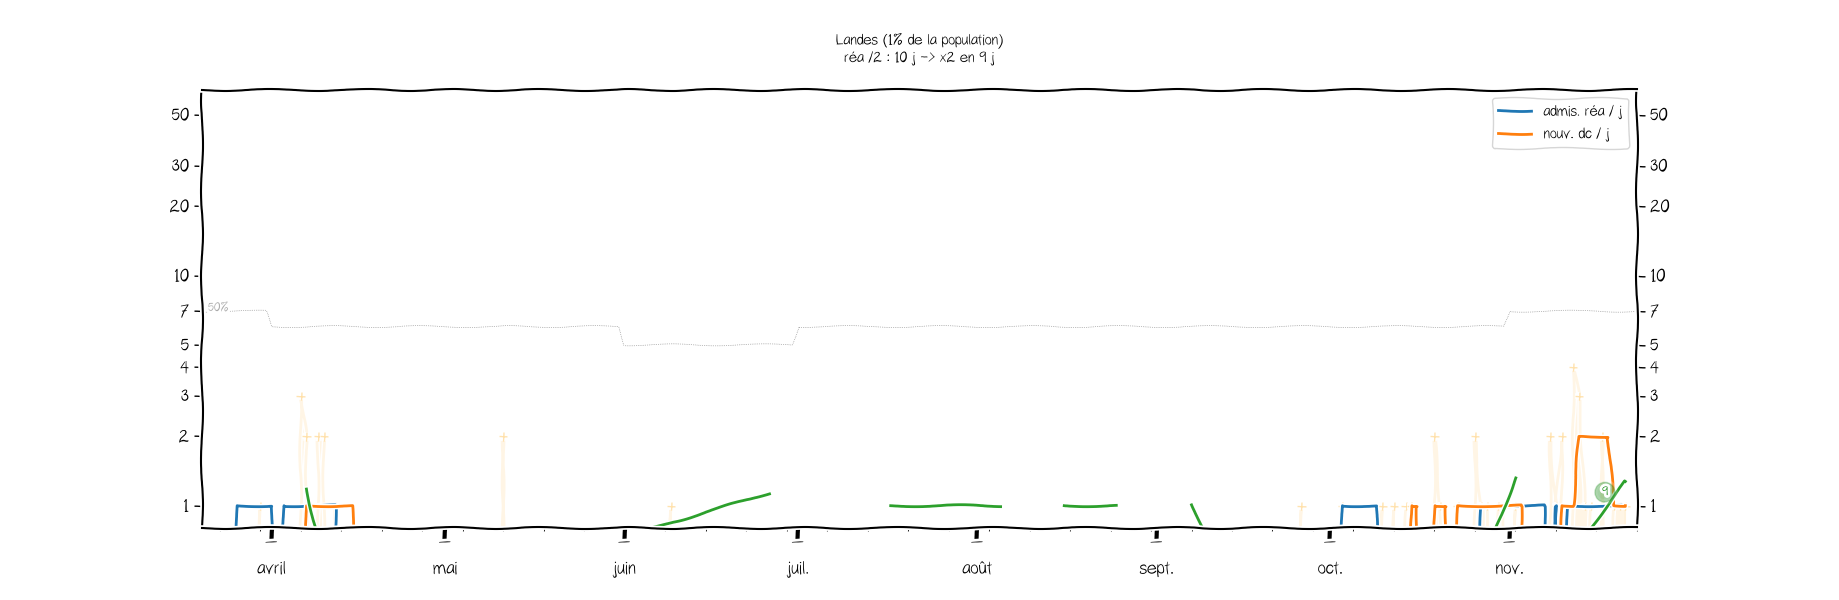 Landes (1% de la population)
réa /2 : 10 j -> x2 en 9 j
admis. réa / j
nouv. dc / j
50
50
30
30
20
20
10
10
7
50%
7
5
5
4
4
3
3
2
2
9
1
1
avril
mai
juin
juil.
août
sept.
oct.
nov.